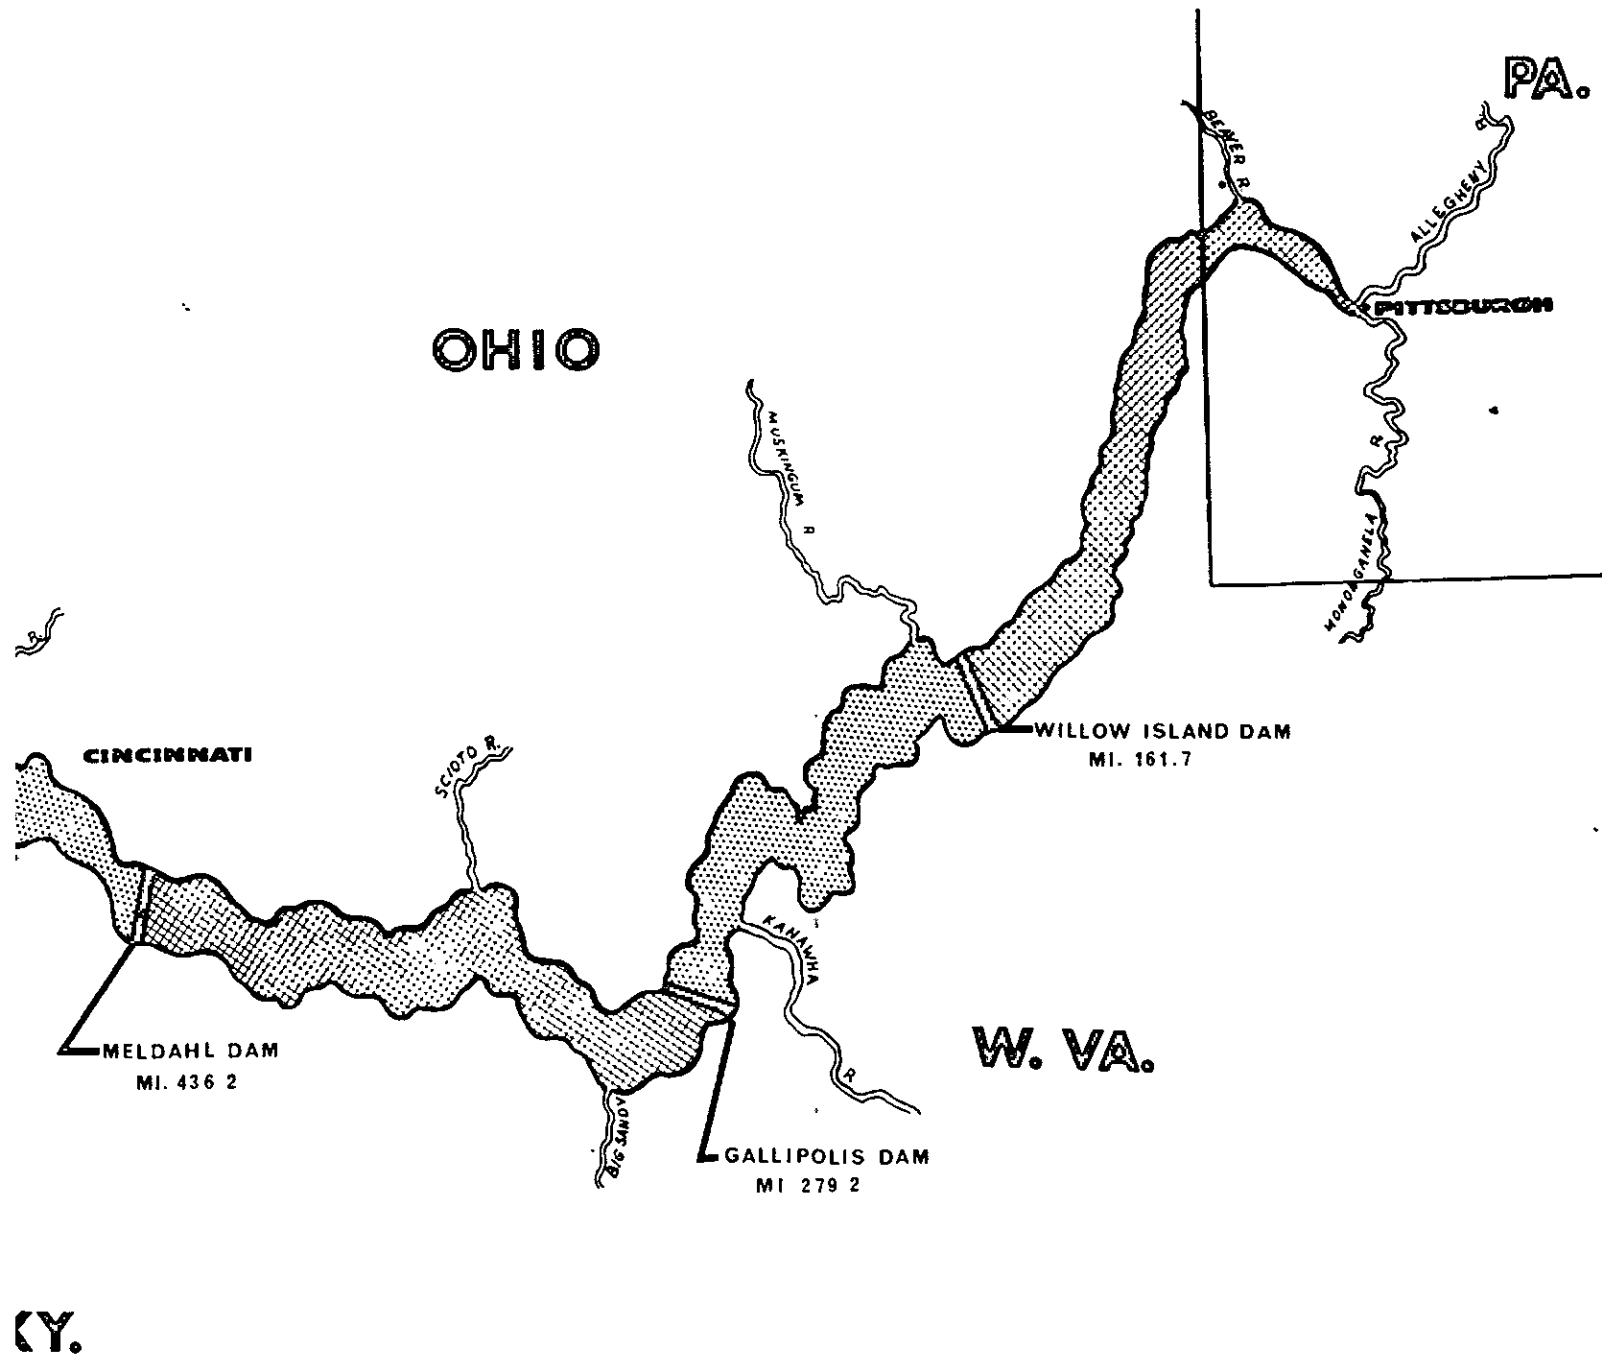 PA.
BEAVER R
ALLEGHENY R.
PITTSBURGH
OHIO
MUSKINGUM R
R
MONONGAHELA
R.
WILLOW ISLAND DAM
MI. 161.7
CINCINNATI
SCIOTO R.
KANAWHA
R
W. VA.
MELDAHL DAM
MI. 436 2
BIG SANDY
GALLIPOLIS DAM
MI 279 2
KY.